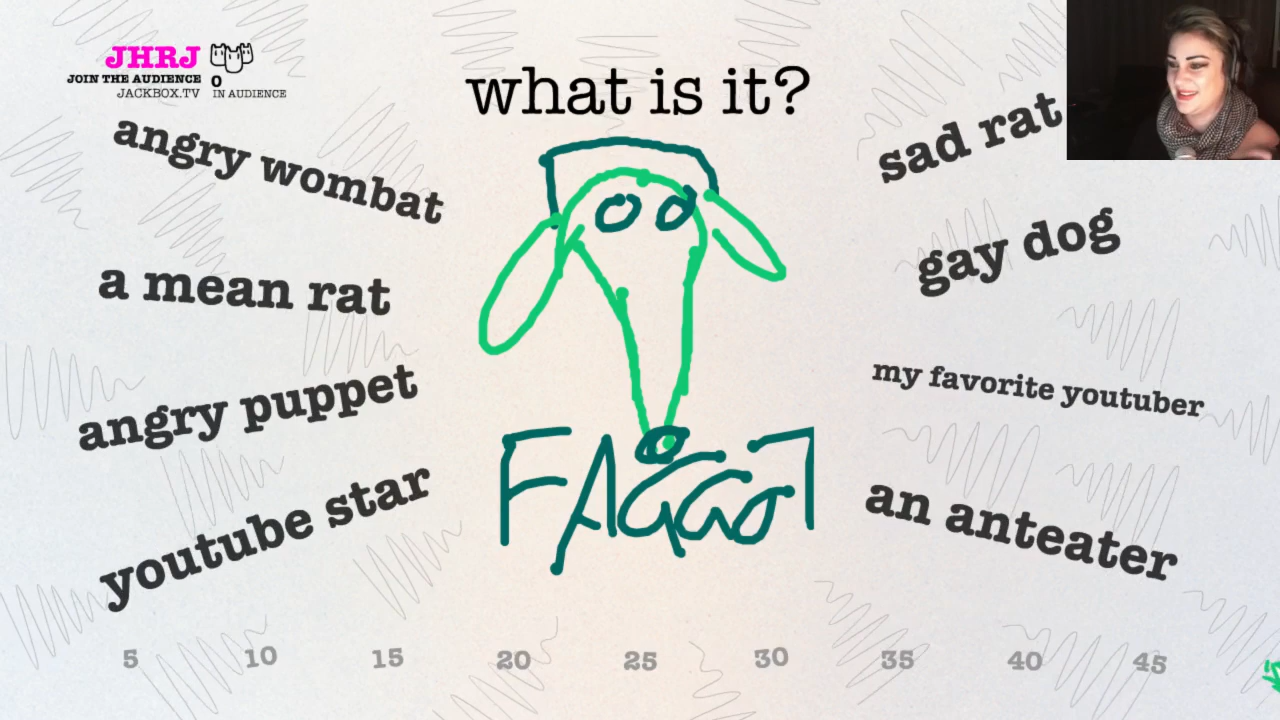 JHRJ
JOIN THE AUDIENCE
JACKBOX.TV
0
IN AUDIENCE
what is it?
angry wombat
sad rat
a mean rat
gay dog
angry puppet
my favorite youtuber
FAGGOT
youtube star
an anteater
5 10 15 20 25 30 35 40 45